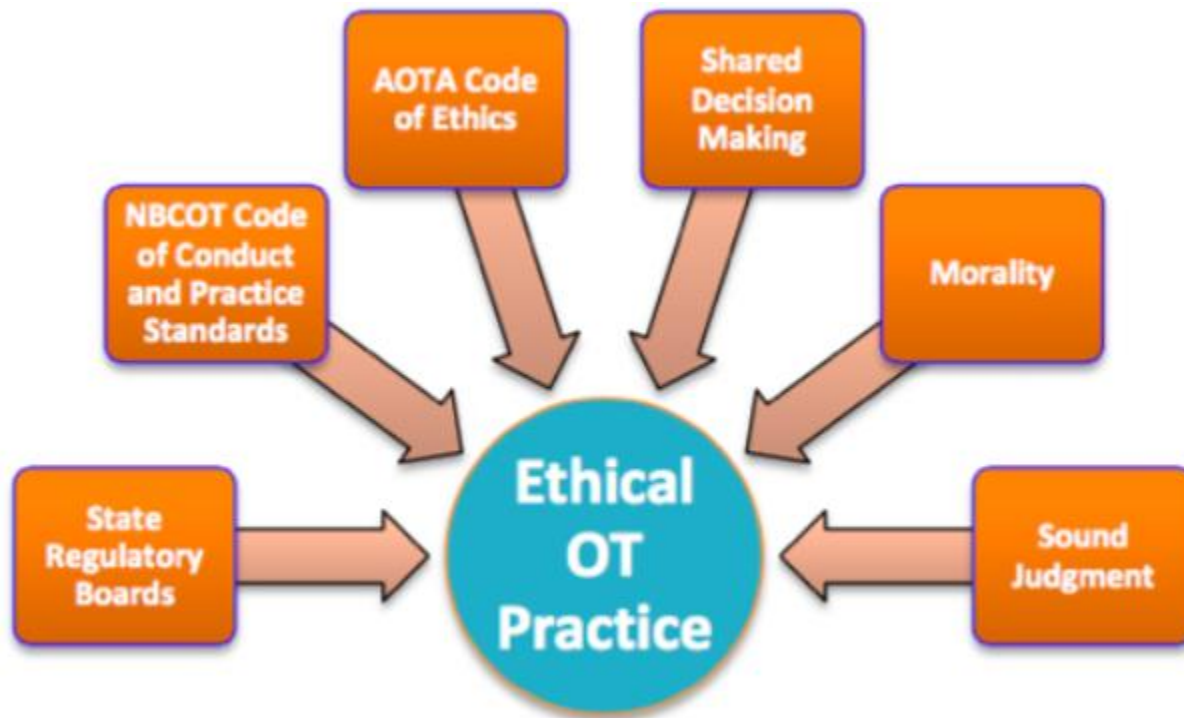 AOTA Code
of Ethics
Shared
Decision
Making
NBCOT Code
of Conduct
and Practice
Standards
Morality
State
Regulatory
Boards
Ethical
OT
Practice
Sound
Judgment